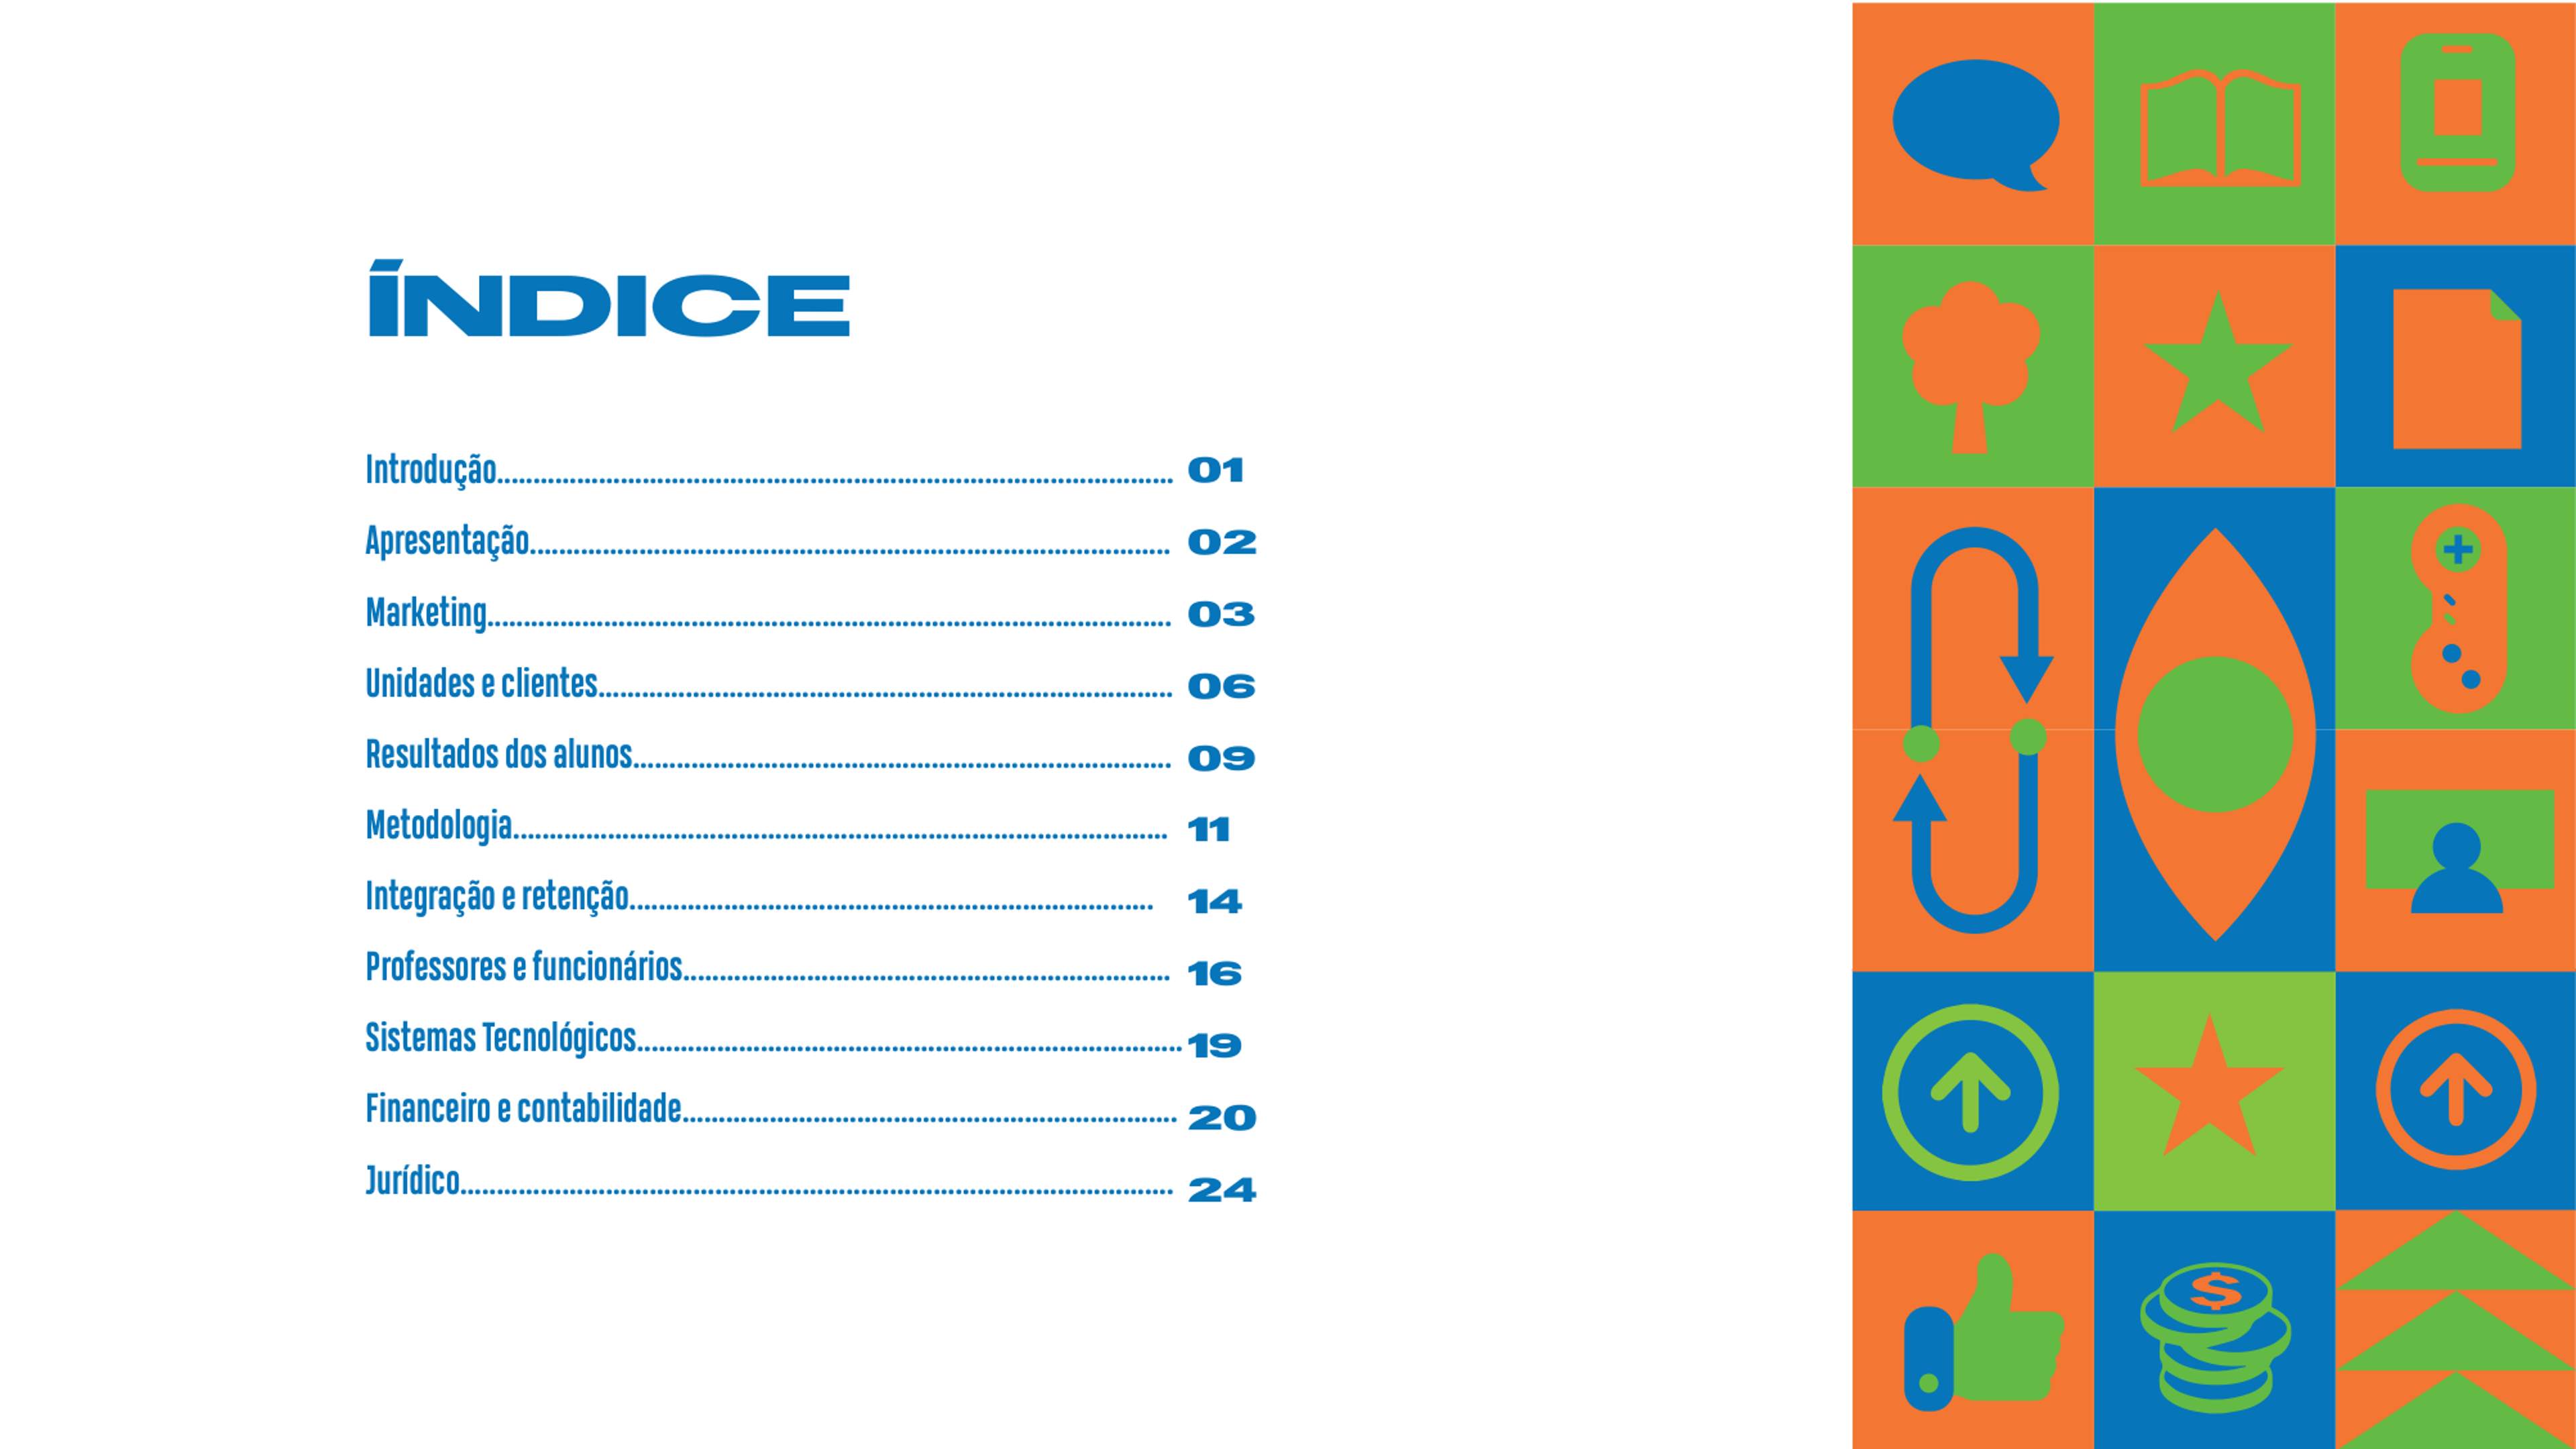 ÍNDICE
Introdução............................................................................................ 01
Apresentação....................................................................................... 02
Marketing............................................................................................. 03
Unidades e clientes.............................................................................. 06
Resultados dos alunos......................................................................... 09
Metodologia......................................................................................... 11
Integração e retenção....................................................................... 14
Professores e funcionários.................................................................. 16
Sistemas Tecnológicos.......................................................................... 19
Financeiro e contabilidade................................................................... 20
Jurídico................................................................................................. 24
$